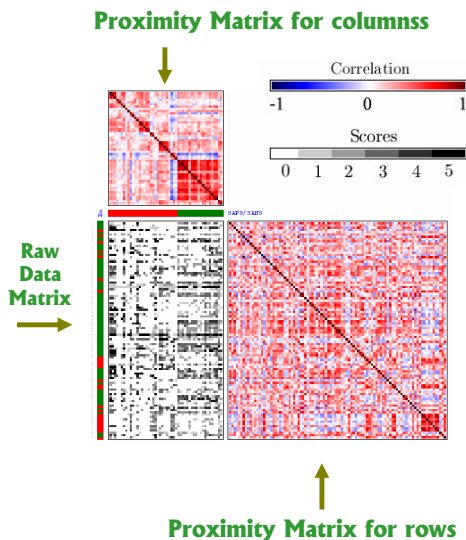 Proximity Matrix for columnss
Correlation
-1 0 1
Scores
0 1 2 3 4 5
SAPS/SANS
Raw
Data
Matrix
Proximity Matrix for rows